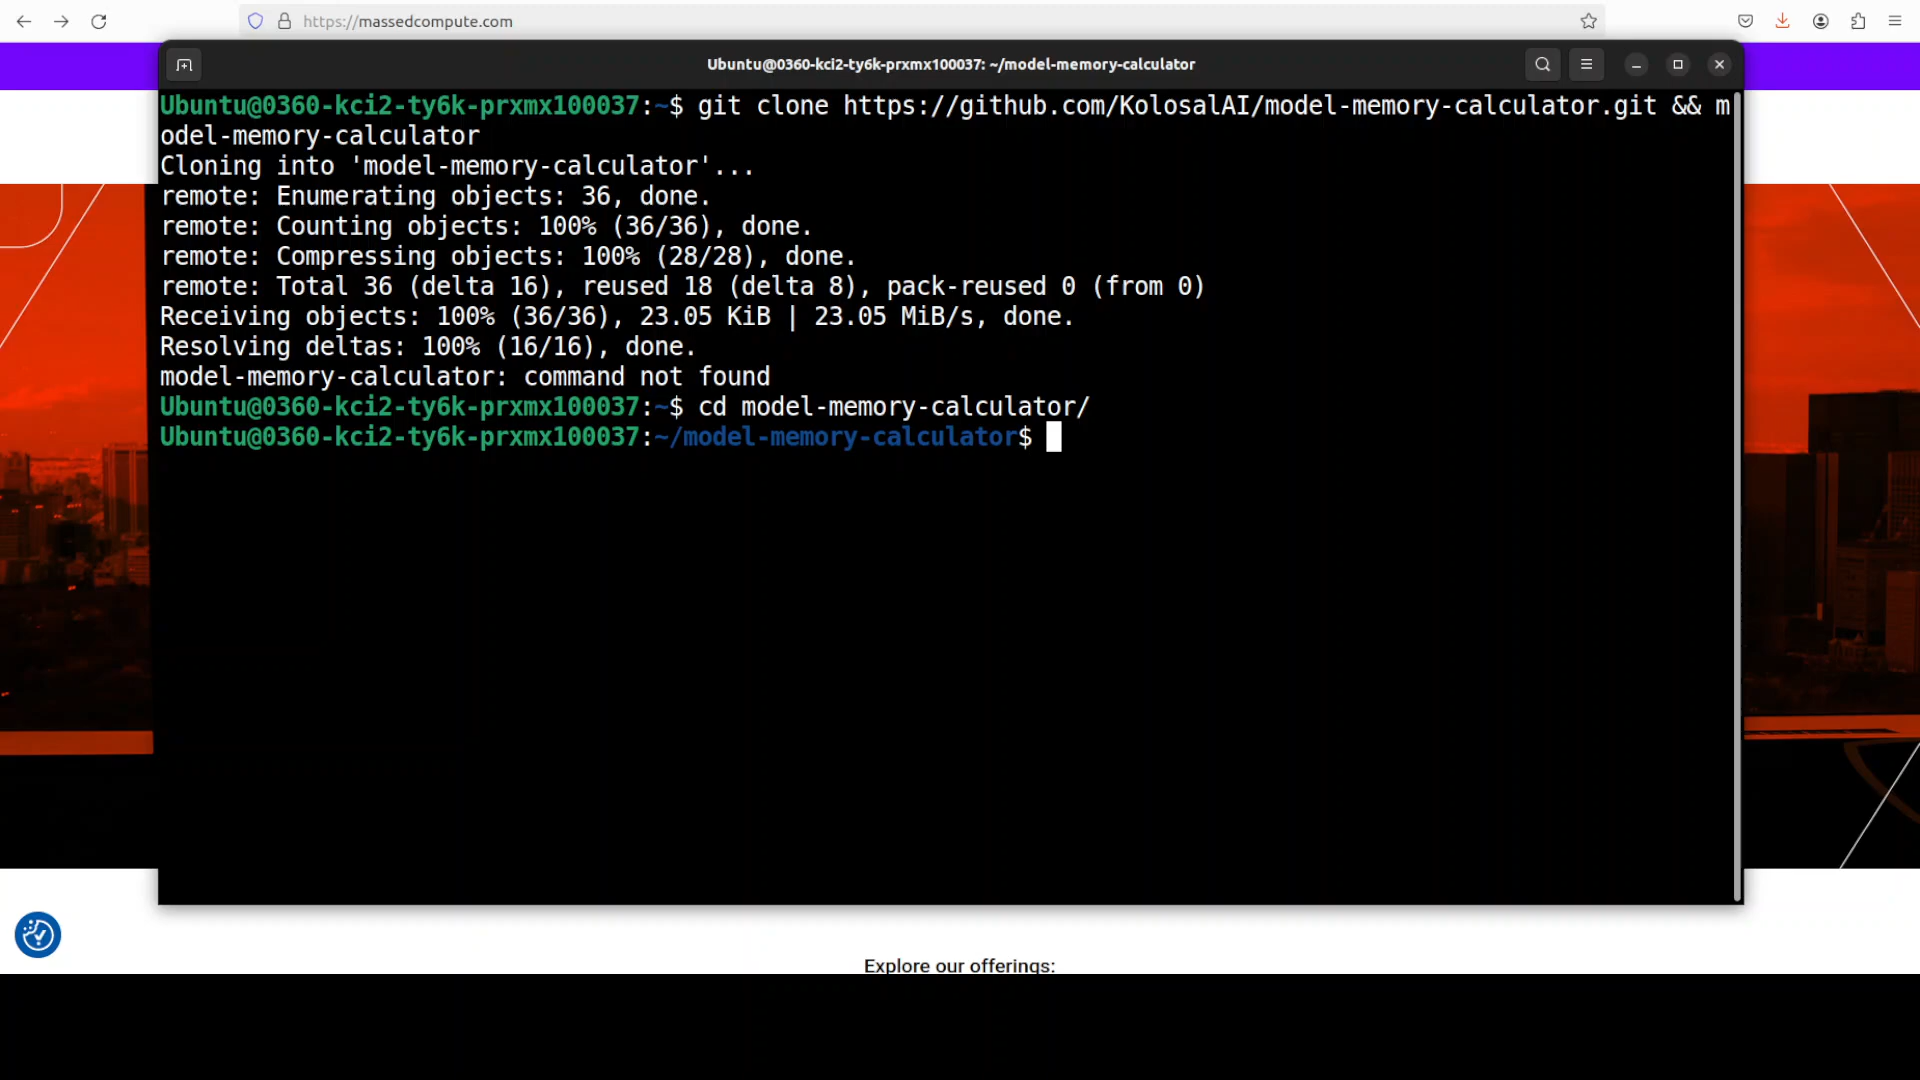 https://massedcompute.com
Ubuntu@0360-kci2-ty6k-prxmx100037: ~/model-memory-calculator
Ubuntu@0360-kci2-ty6k-prxmx100037:~$ git clone https://github.com/KolosalAI/model-memory-calculator.git && m
odel-memory-calculator
Cloning into 'model-memory-calculator'...
remote: Enumerating objects: 36, done.
remote: Counting objects: 100% (36/36), done.
remote: Compressing objects: 100% (28/28), done.
remote: Total 36 (delta 16), reused 18 (delta 8), pack-reused 0 (from 0)
Receiving objects: 100% (36/36), 23.05 KiB | 23.05 MiB/s, done.
Resolving deltas: 100% (16/16), done.
model-memory-calculator: command not found
Ubuntu@0360-kci2-ty6k-prxmx100037:~$ cd model-memory-calculator/
Ubuntu@0360-kci2-ty6k-prxmx100037:~/model-memory-calculator$
Explore our offerings: